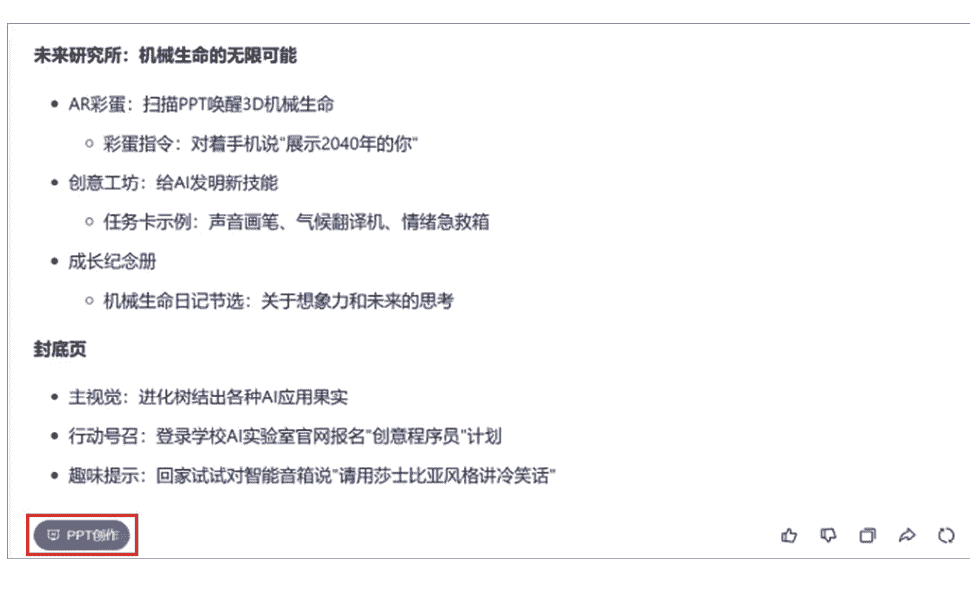 未来研究所：机械生命的无限可能
AR彩蛋：扫描PPT唤醒3D机械生命
彩蛋指令：对着手机说"展示2040年的你"
创意工坊：给AI发明新技能
任务卡示例：声音画笔、气候翻译机、情绪急救箱
成长纪念册
机械生命日记节选：关于想象力和未来的思考
封底页
主视觉：进化树结出各种AI应用果实
行动号召：登录学校AI实验室官网报名"创意程序员"计划
趣味提示：回家试试对智能音箱说"请用莎士比亚风格讲冷笑话"
PPT创作